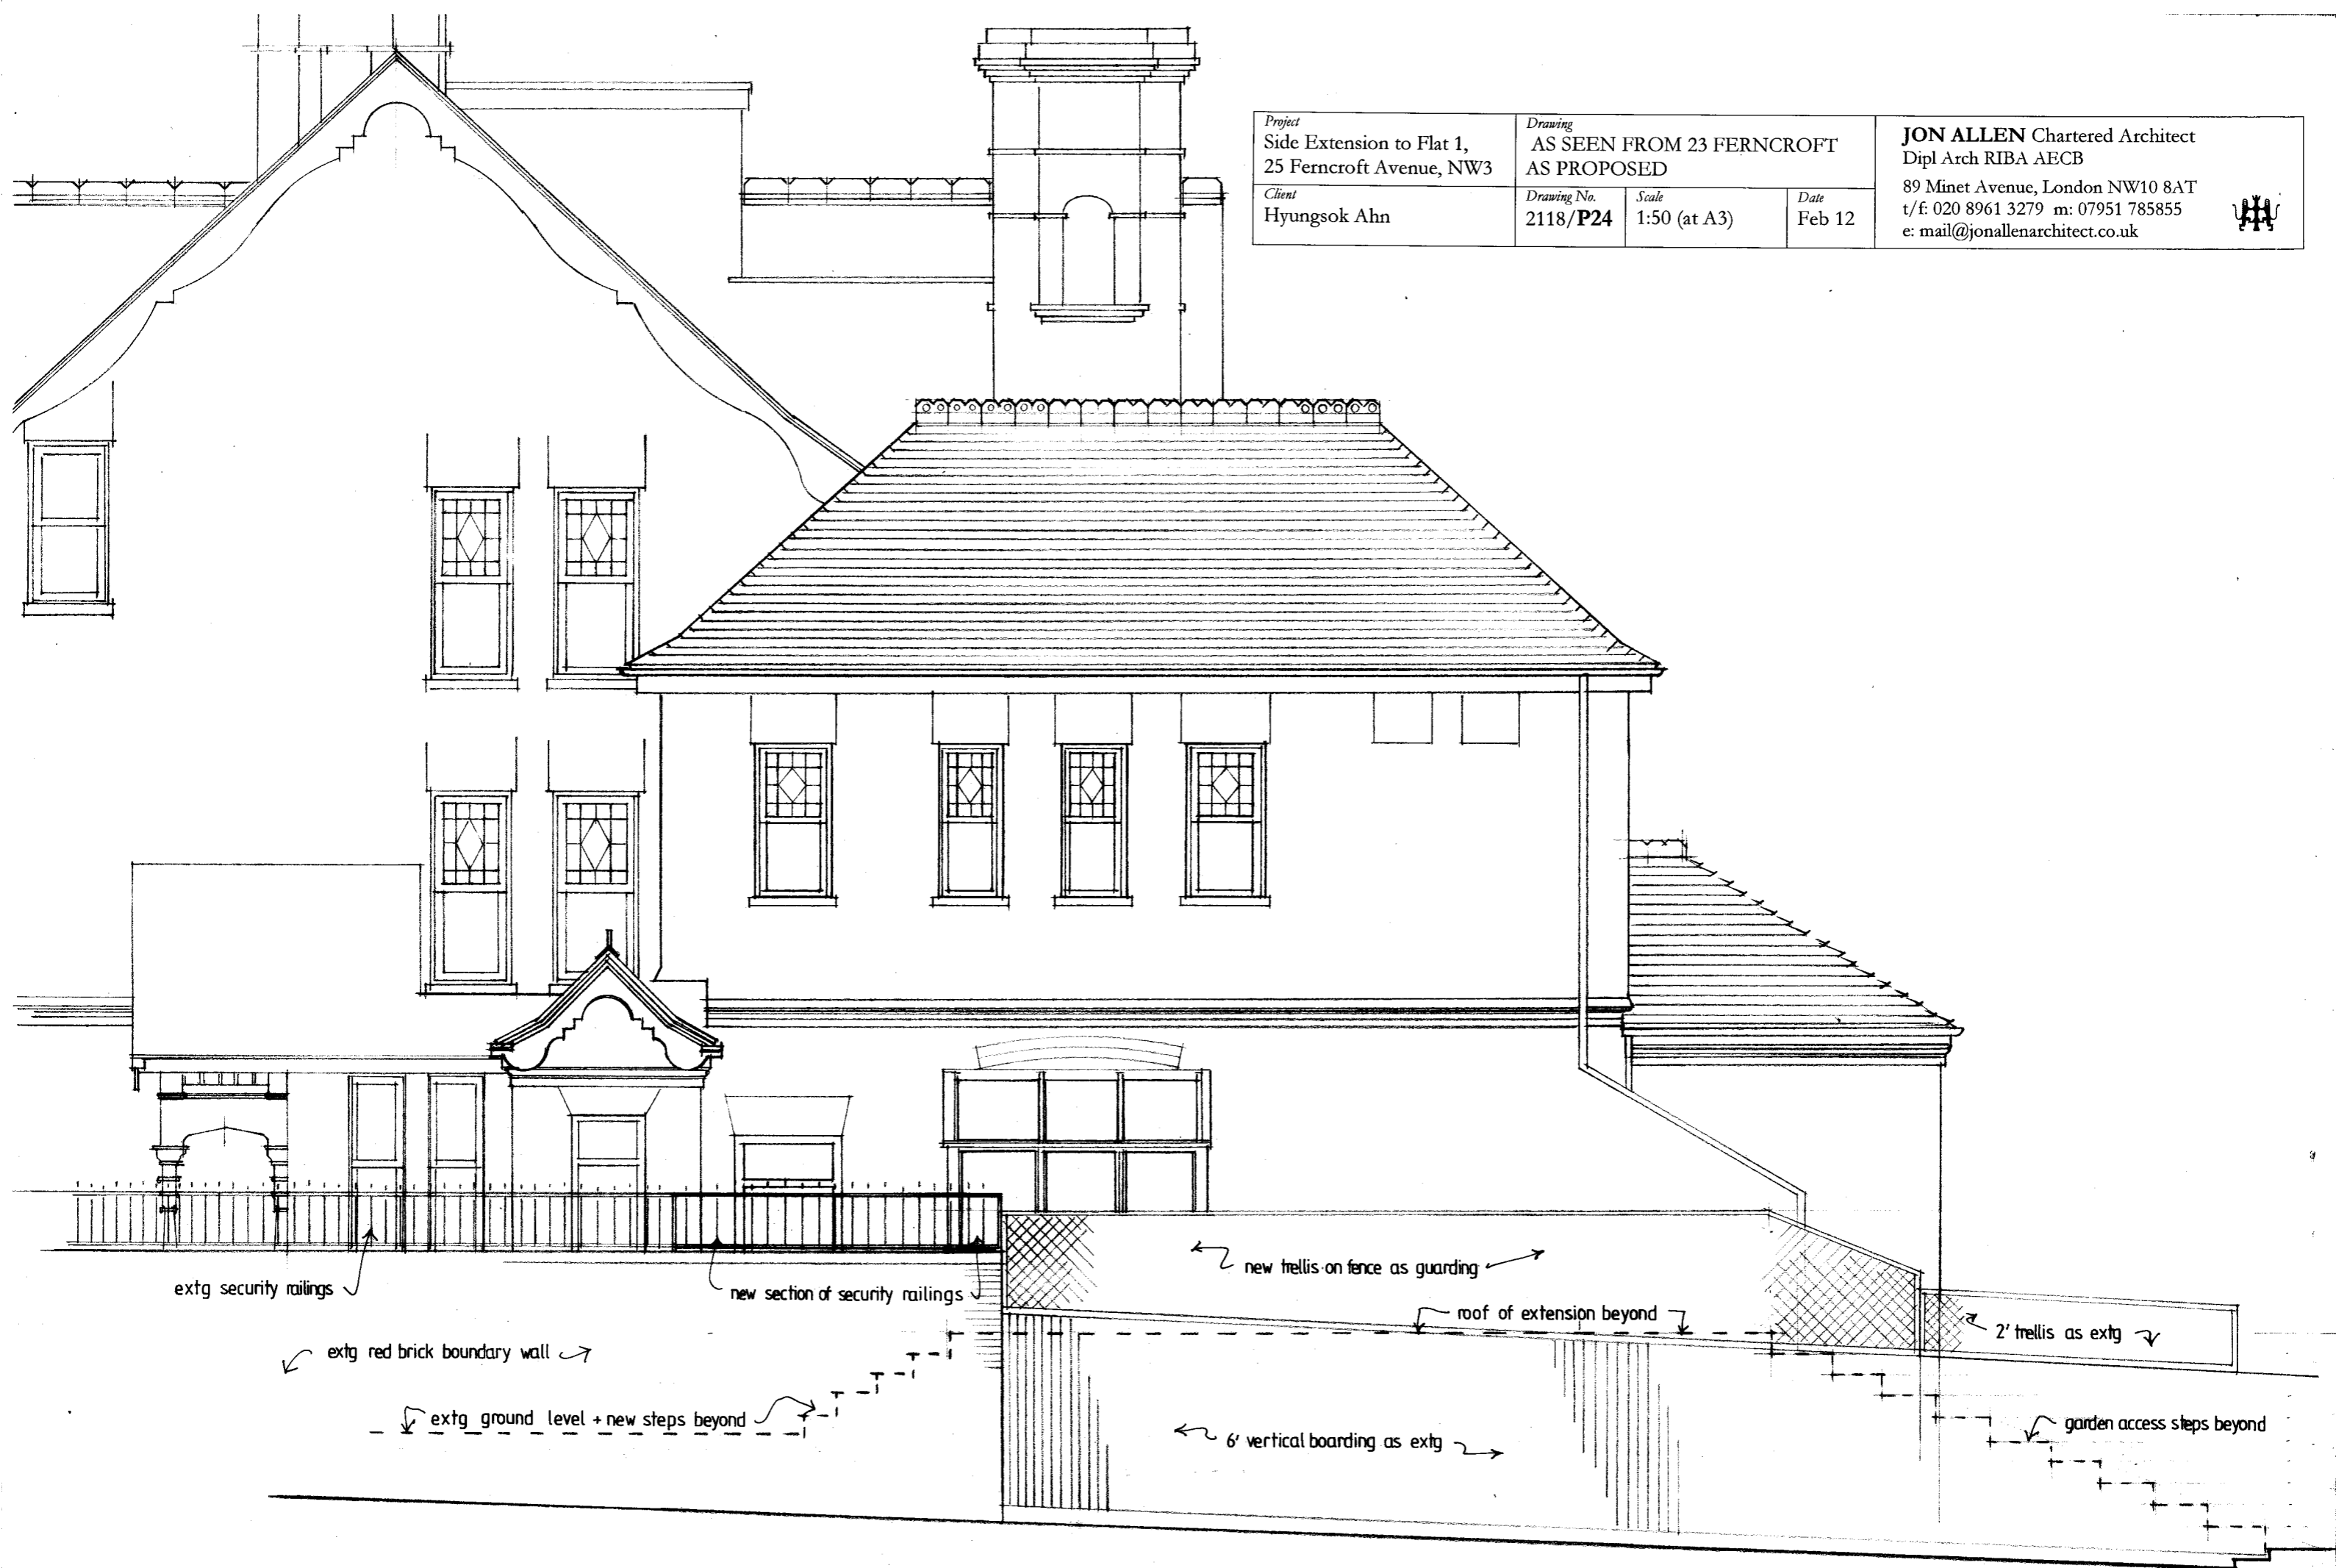 Project
Side Extension to Flat 1,
25 Ferncroft Avenue, NW3
Client
Hyungsok Ahn
Drawing
AS SEEN FROM 23 FERNCROFT
AS PROPOSED
Drawing No.
2118/P24
Scale
1:50 (at A3)
Date
Feb 12
JON ALLEN Chartered Architect
Dipl Arch RIBA AECB
89 Minet Avenue, London NW10 8AT
t/f: 020 8961 3279 m: 07951 785855
e: mail@jonallenarchitect.co.uk
extg security railings
new section of security railings
new trellis on fence as guarding
roof of extension beyond
2' trellis as extg
extg red brick boundary wall
extg ground level + new steps beyond
6' vertical boarding as extg
garden access steps beyond